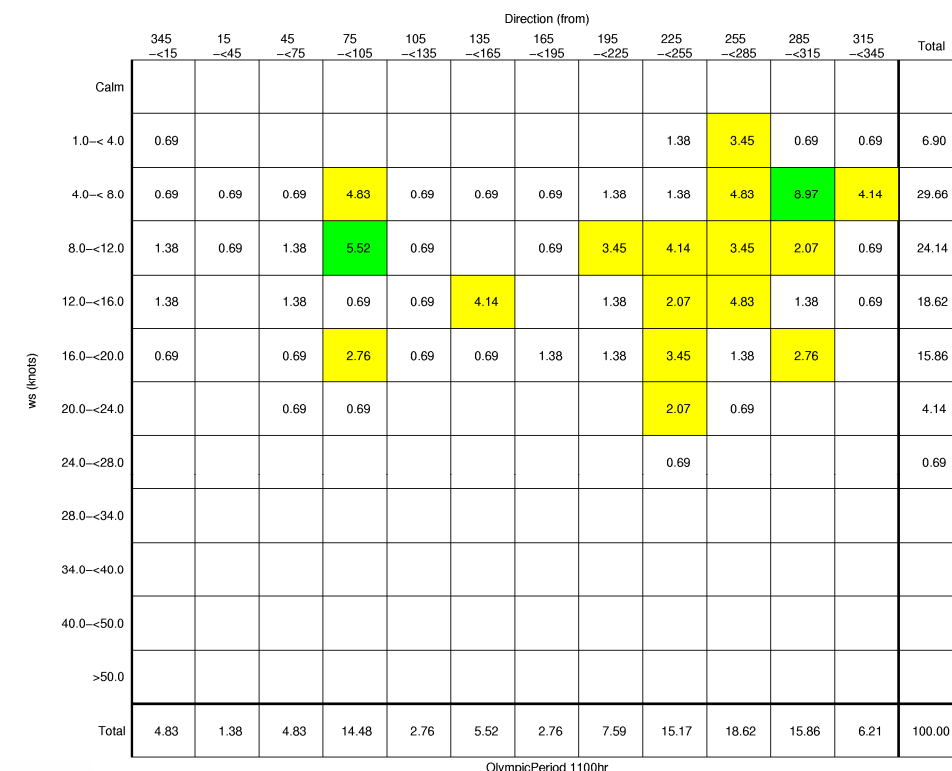 Direction (from)
345 15 45 75 105 135 165 195 225 255 285 315 Total
–<15 –<45 –<75 –<105 –<135 –<165 –<195 –<225 –<255 –<285 –<315 –<345
Calm
1.0–< 4.0 0.69 1.38 3.45 0.69 0.69 6.90
4.0–< 8.0 0.69 0.69 0.69 4.83 0.69 0.69 0.69 1.38 1.38 4.83 8.97 4.14 29.66
8.0–<12.0 1.38 0.69 1.38 5.52 0.69 0.69 3.45 4.14 3.45 2.07 0.69 24.14
12.0–<16.0 1.38 1.38 0.69 0.69 4.14 1.38 2.07 4.83 1.38 0.69 18.62
16.0–<20.0 0.69 0.69 2.76 0.69 0.69 1.38 1.38 3.45 1.38 2.76 15.86
ws (knots)
20.0–<24.0 0.69 0.69 2.07 0.69 4.14
24.0–<28.0 0.69 0.69
28.0–<34.0
34.0–<40.0
40.0–<50.0
>50.0
Total 4.83 1.38 4.83 14.48 2.76 5.52 2.76 7.59 15.17 18.62 15.86 6.21 100.00
OlympicPeriod 1100hr